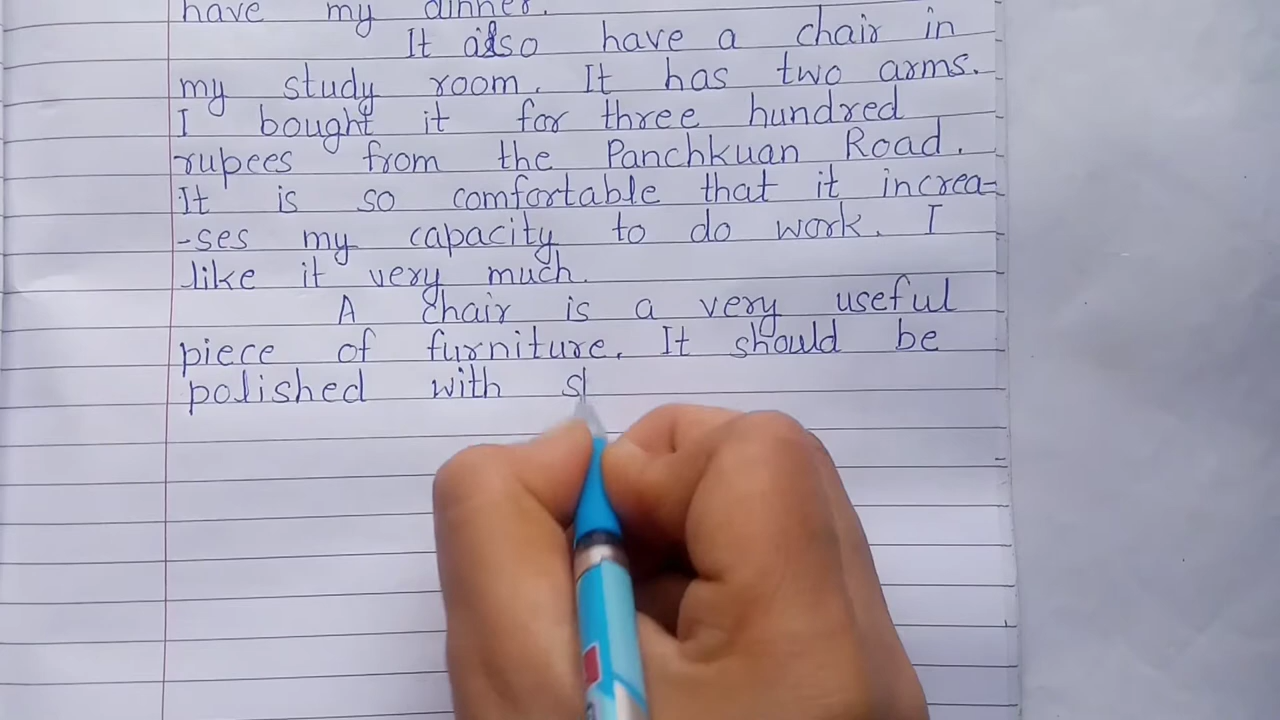 have my dinner.
It also have a chair in
my study room. It has two arms.
I bought it for three hundred
rupees from the Panchkuan Road.
It is so comfortable that it increa=
-ses my capacity to do work. I
like it very much.
A chair is a very useful
piece of furniture. It should be
polished with